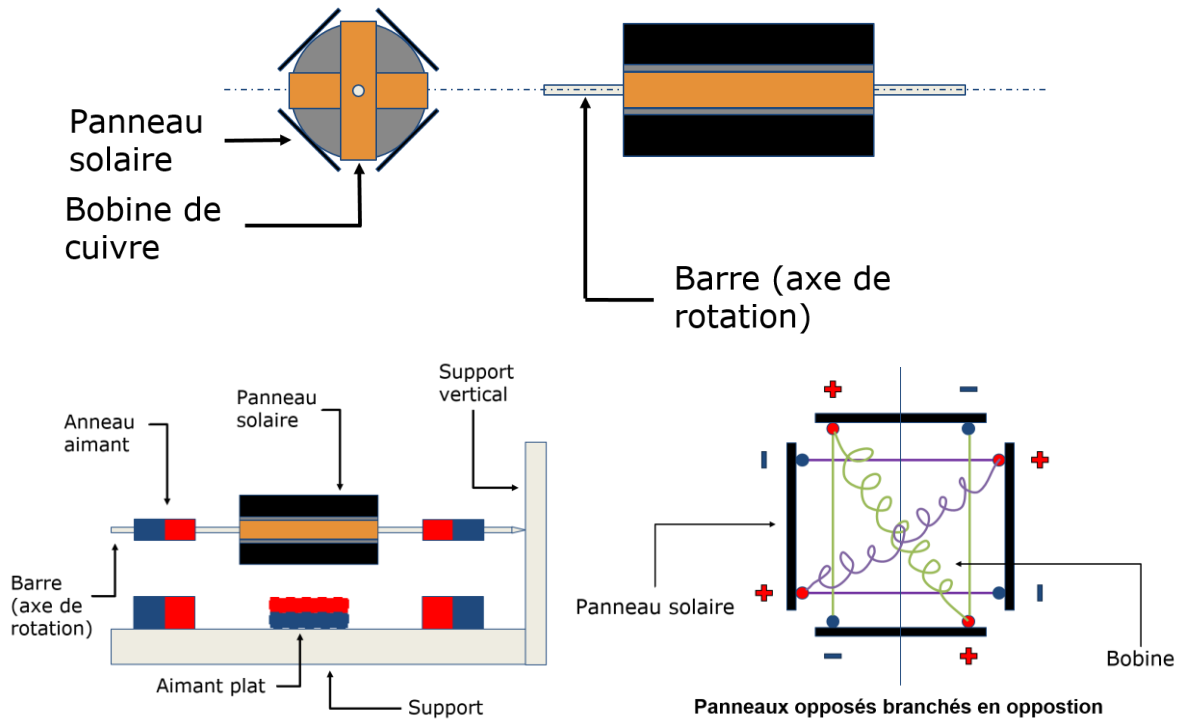 Panneau
solaire
Bobine de
cuivre
Barre (axe de
rotation)
Support
vertical
Panneau
solaire
Anneau
aimant
Barre
(axe de
rotation)
Aimant plat
Support
+
−
−
+
+
−
−
+
Panneau solaire
Bobine
Panneaux opposés branchés en oppostion